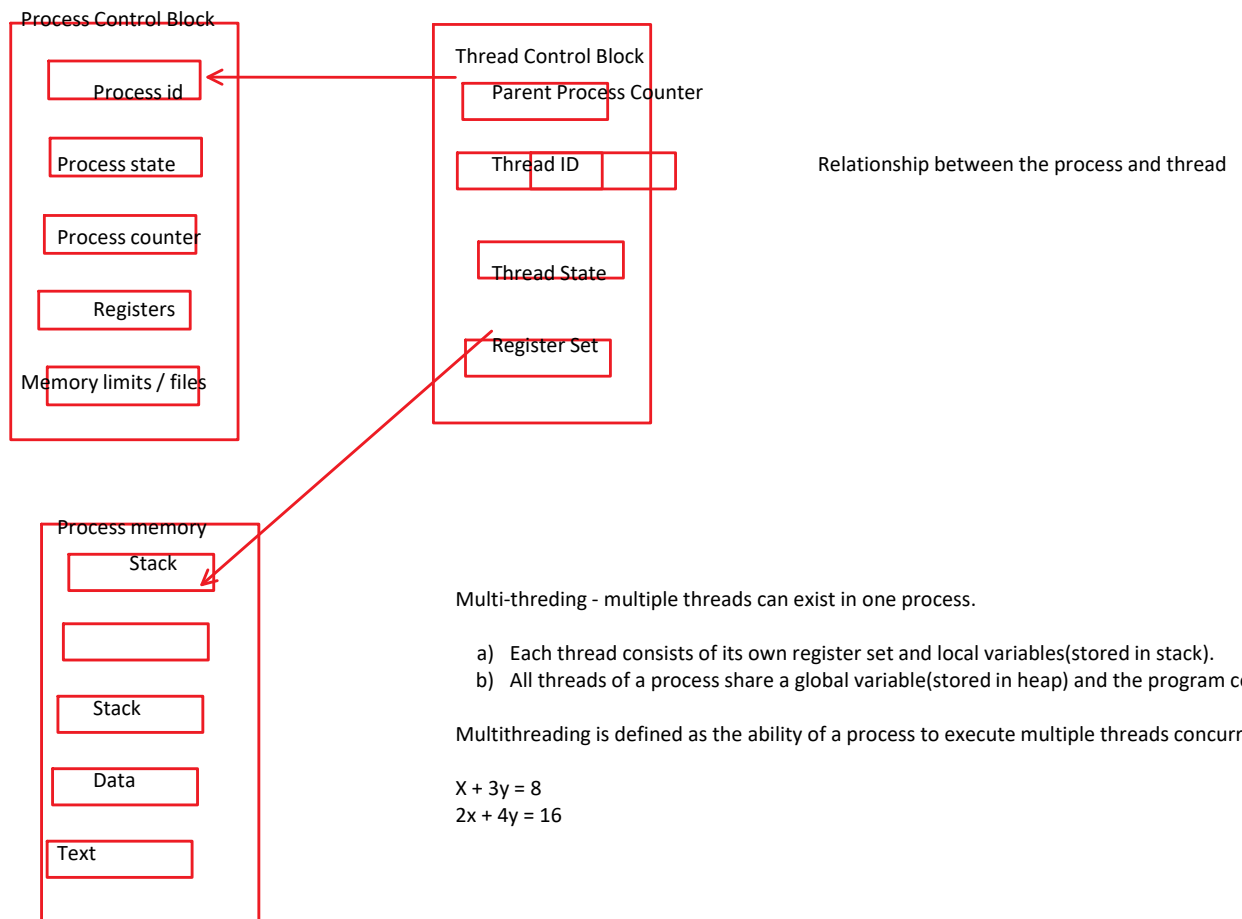 Process Control Block
Process id
Process state
Process counter
Registers
Memory limits / files
Thread Control Block
Parent Process Counter
Thread ID
Thread State
Register Set
Relationship between the process and thread
Process memory
Stack
Stack
Data
Text
Multi-threding - multiple threads can exist in one process.
a) Each thread consists of its own register set and local variables(stored in stack).
b) All threads of a process share a global variable(stored in heap) and the program
Multithreading is defined as the ability of a process to execute multiple threads
X + 3y = 8
2x + 4y = 16